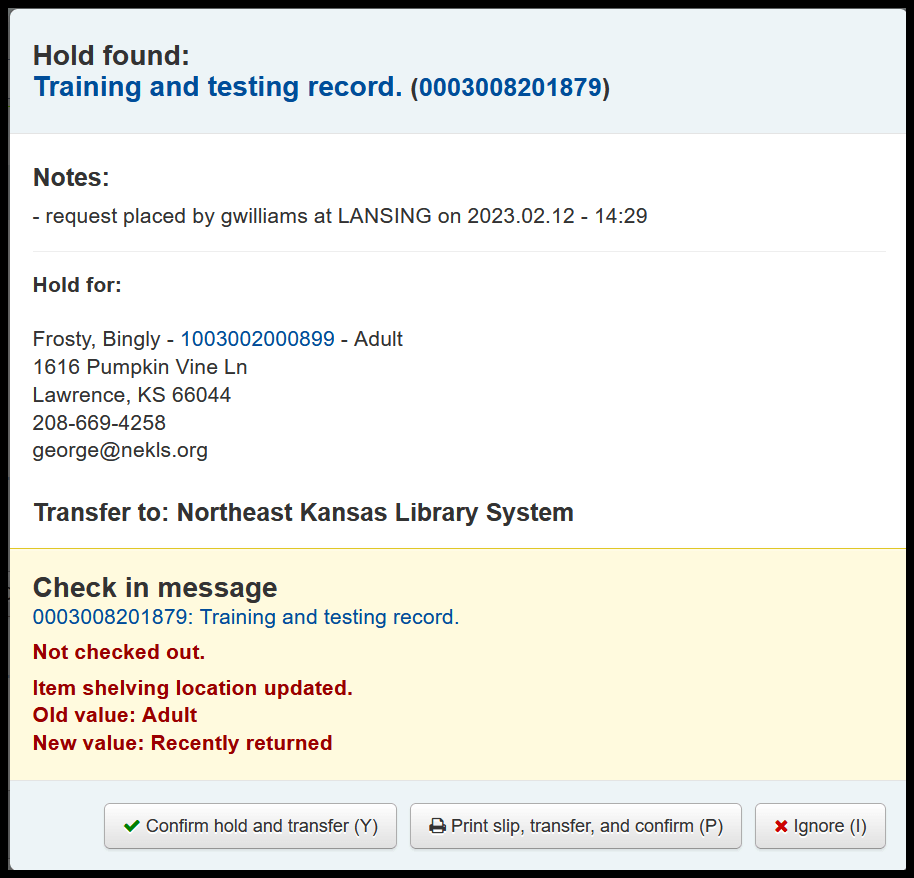 Hold found:
Training and testing record. (0003008201879)
Notes:
- request placed by gwilliams at LANSING on 2023.02.12 - 14:29
Hold for:
Frosty, Bingly - 1003002000899 - Adult
1616 Pumpkin Vine Ln
Lawrence, KS 66044
208-669-4258
george@nekls.org
Transfer to: Northeast Kansas Library System
Check in message
0003008201879: Training and testing record.
Not checked out.
Item shelving location updated.
Old value: Adult
New value: Recently returned
Confirm hold and transfer (Y) Print slip, transfer, and confirm (P) Ignore (I)